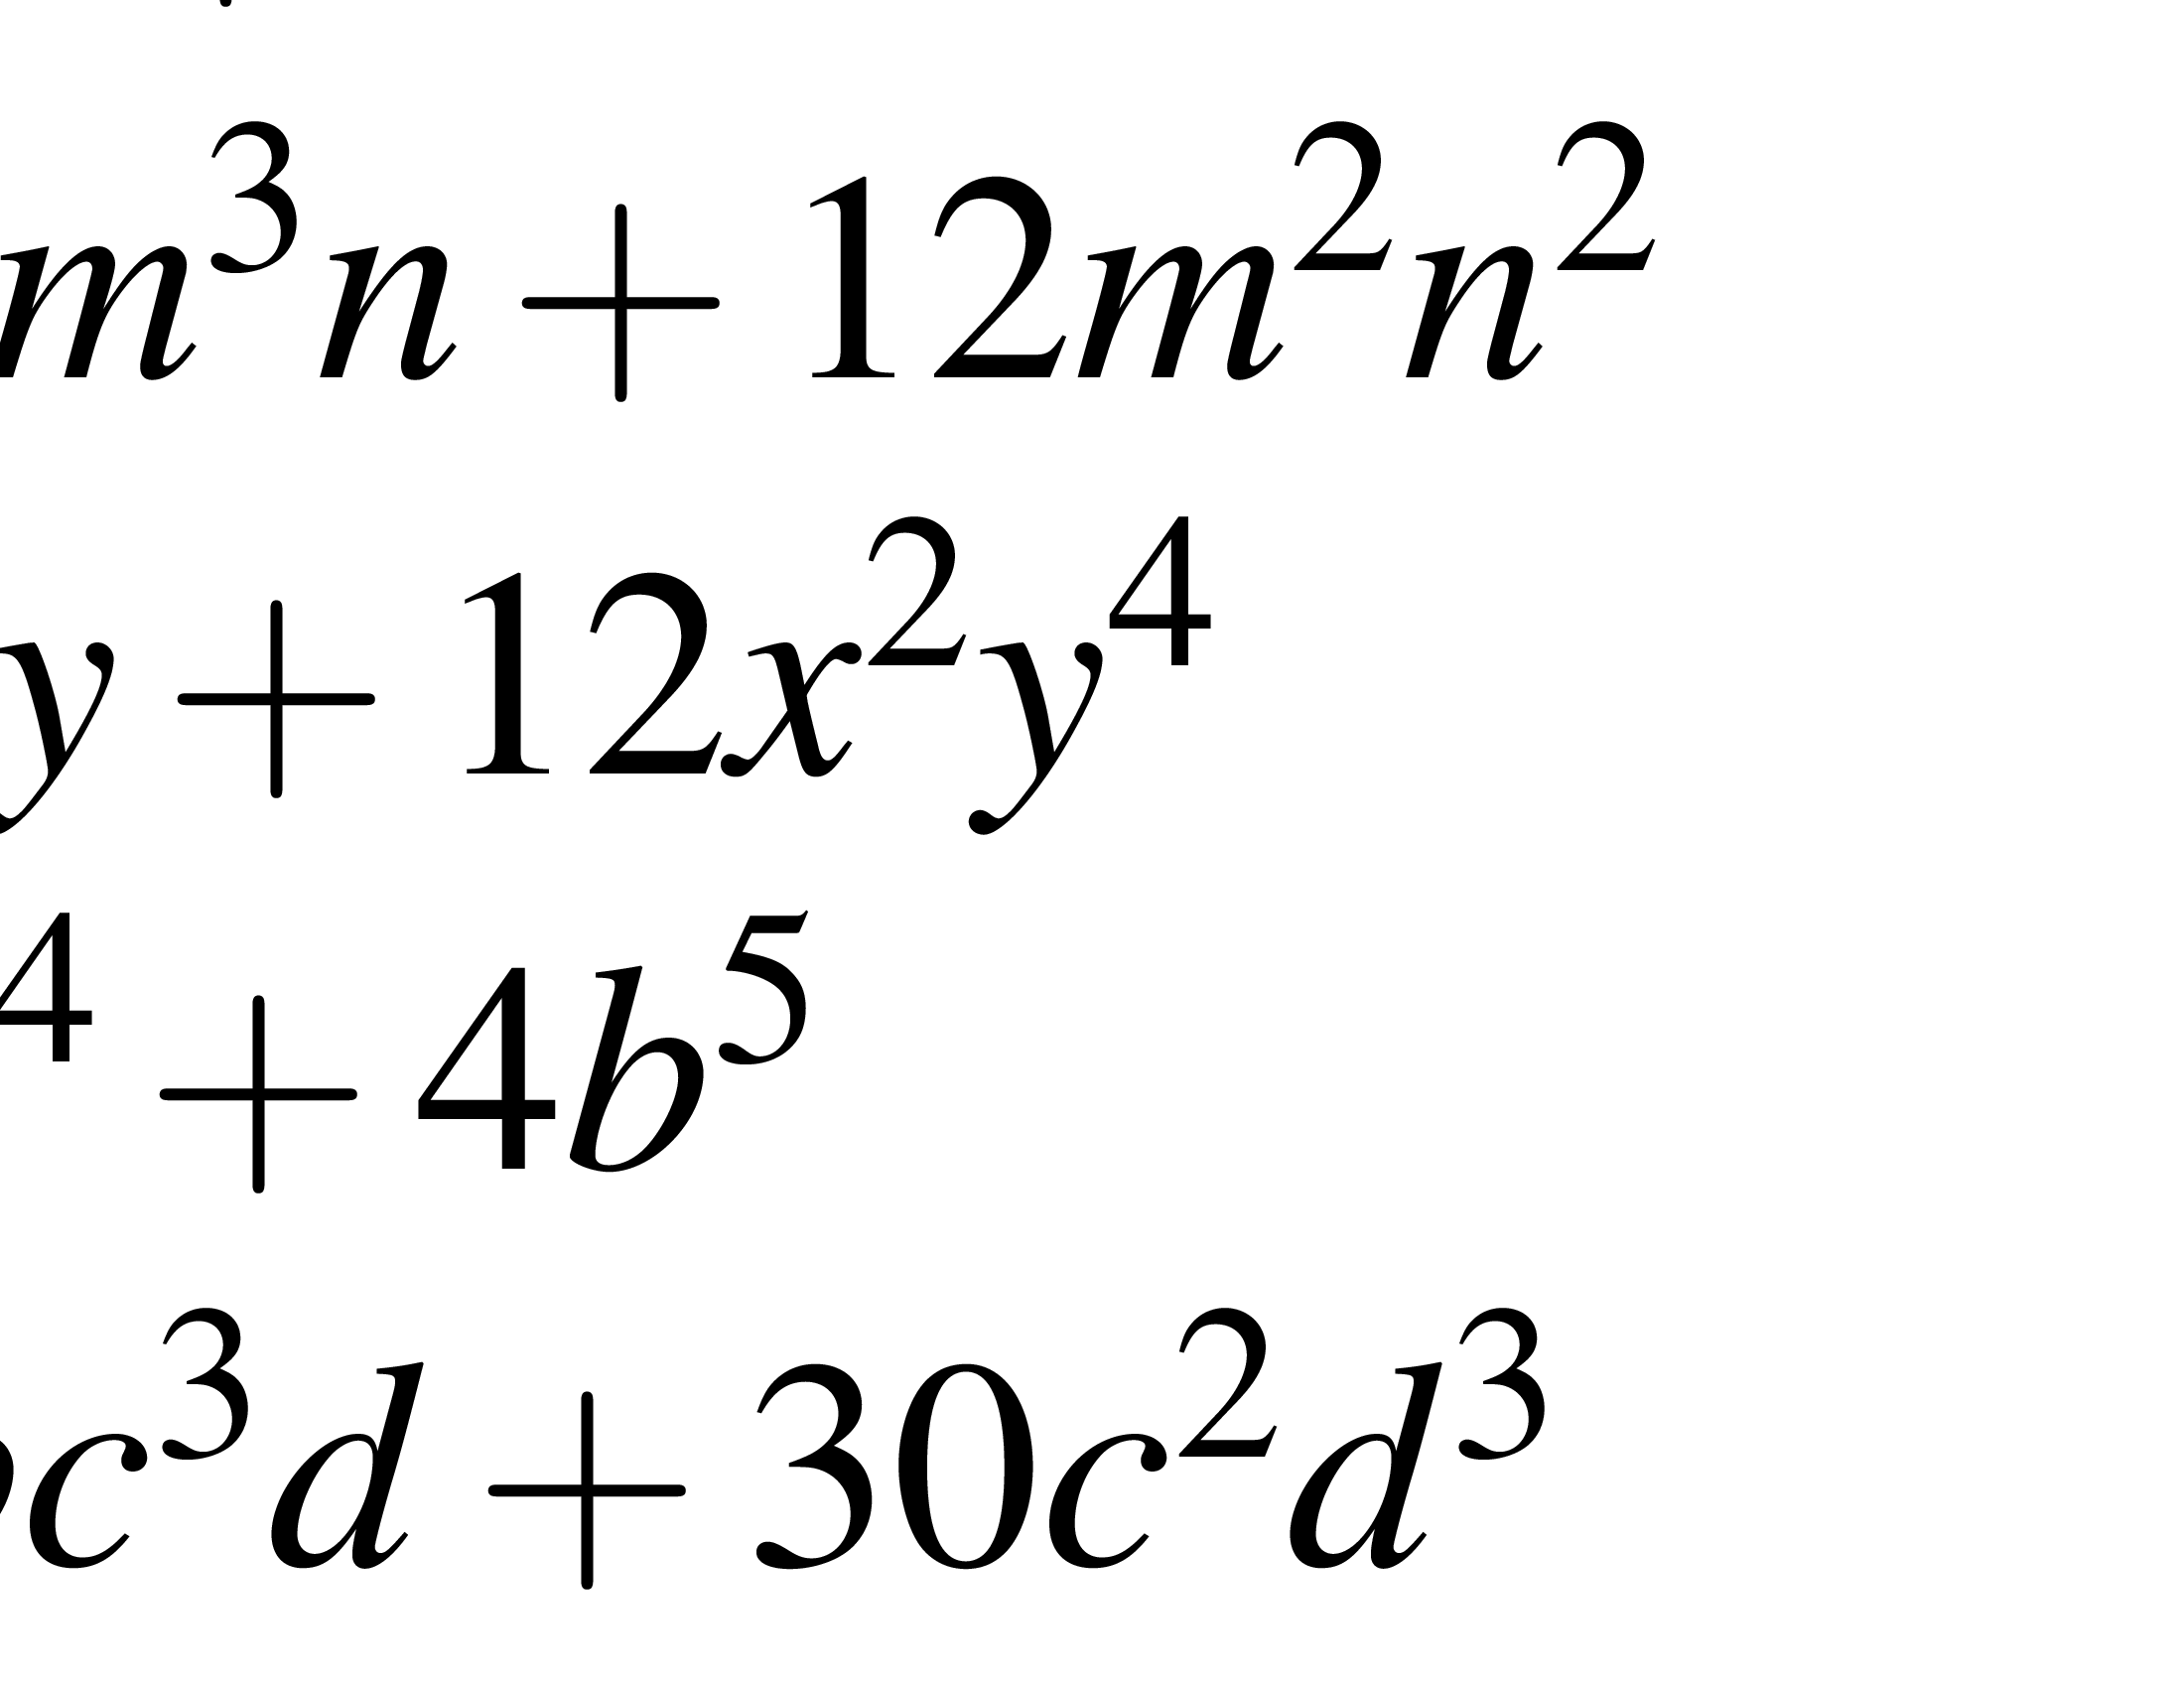 m³n + 12m²n²
y + 12x²y⁴
⁴ + 4b⁵
c³d + 30c²d³